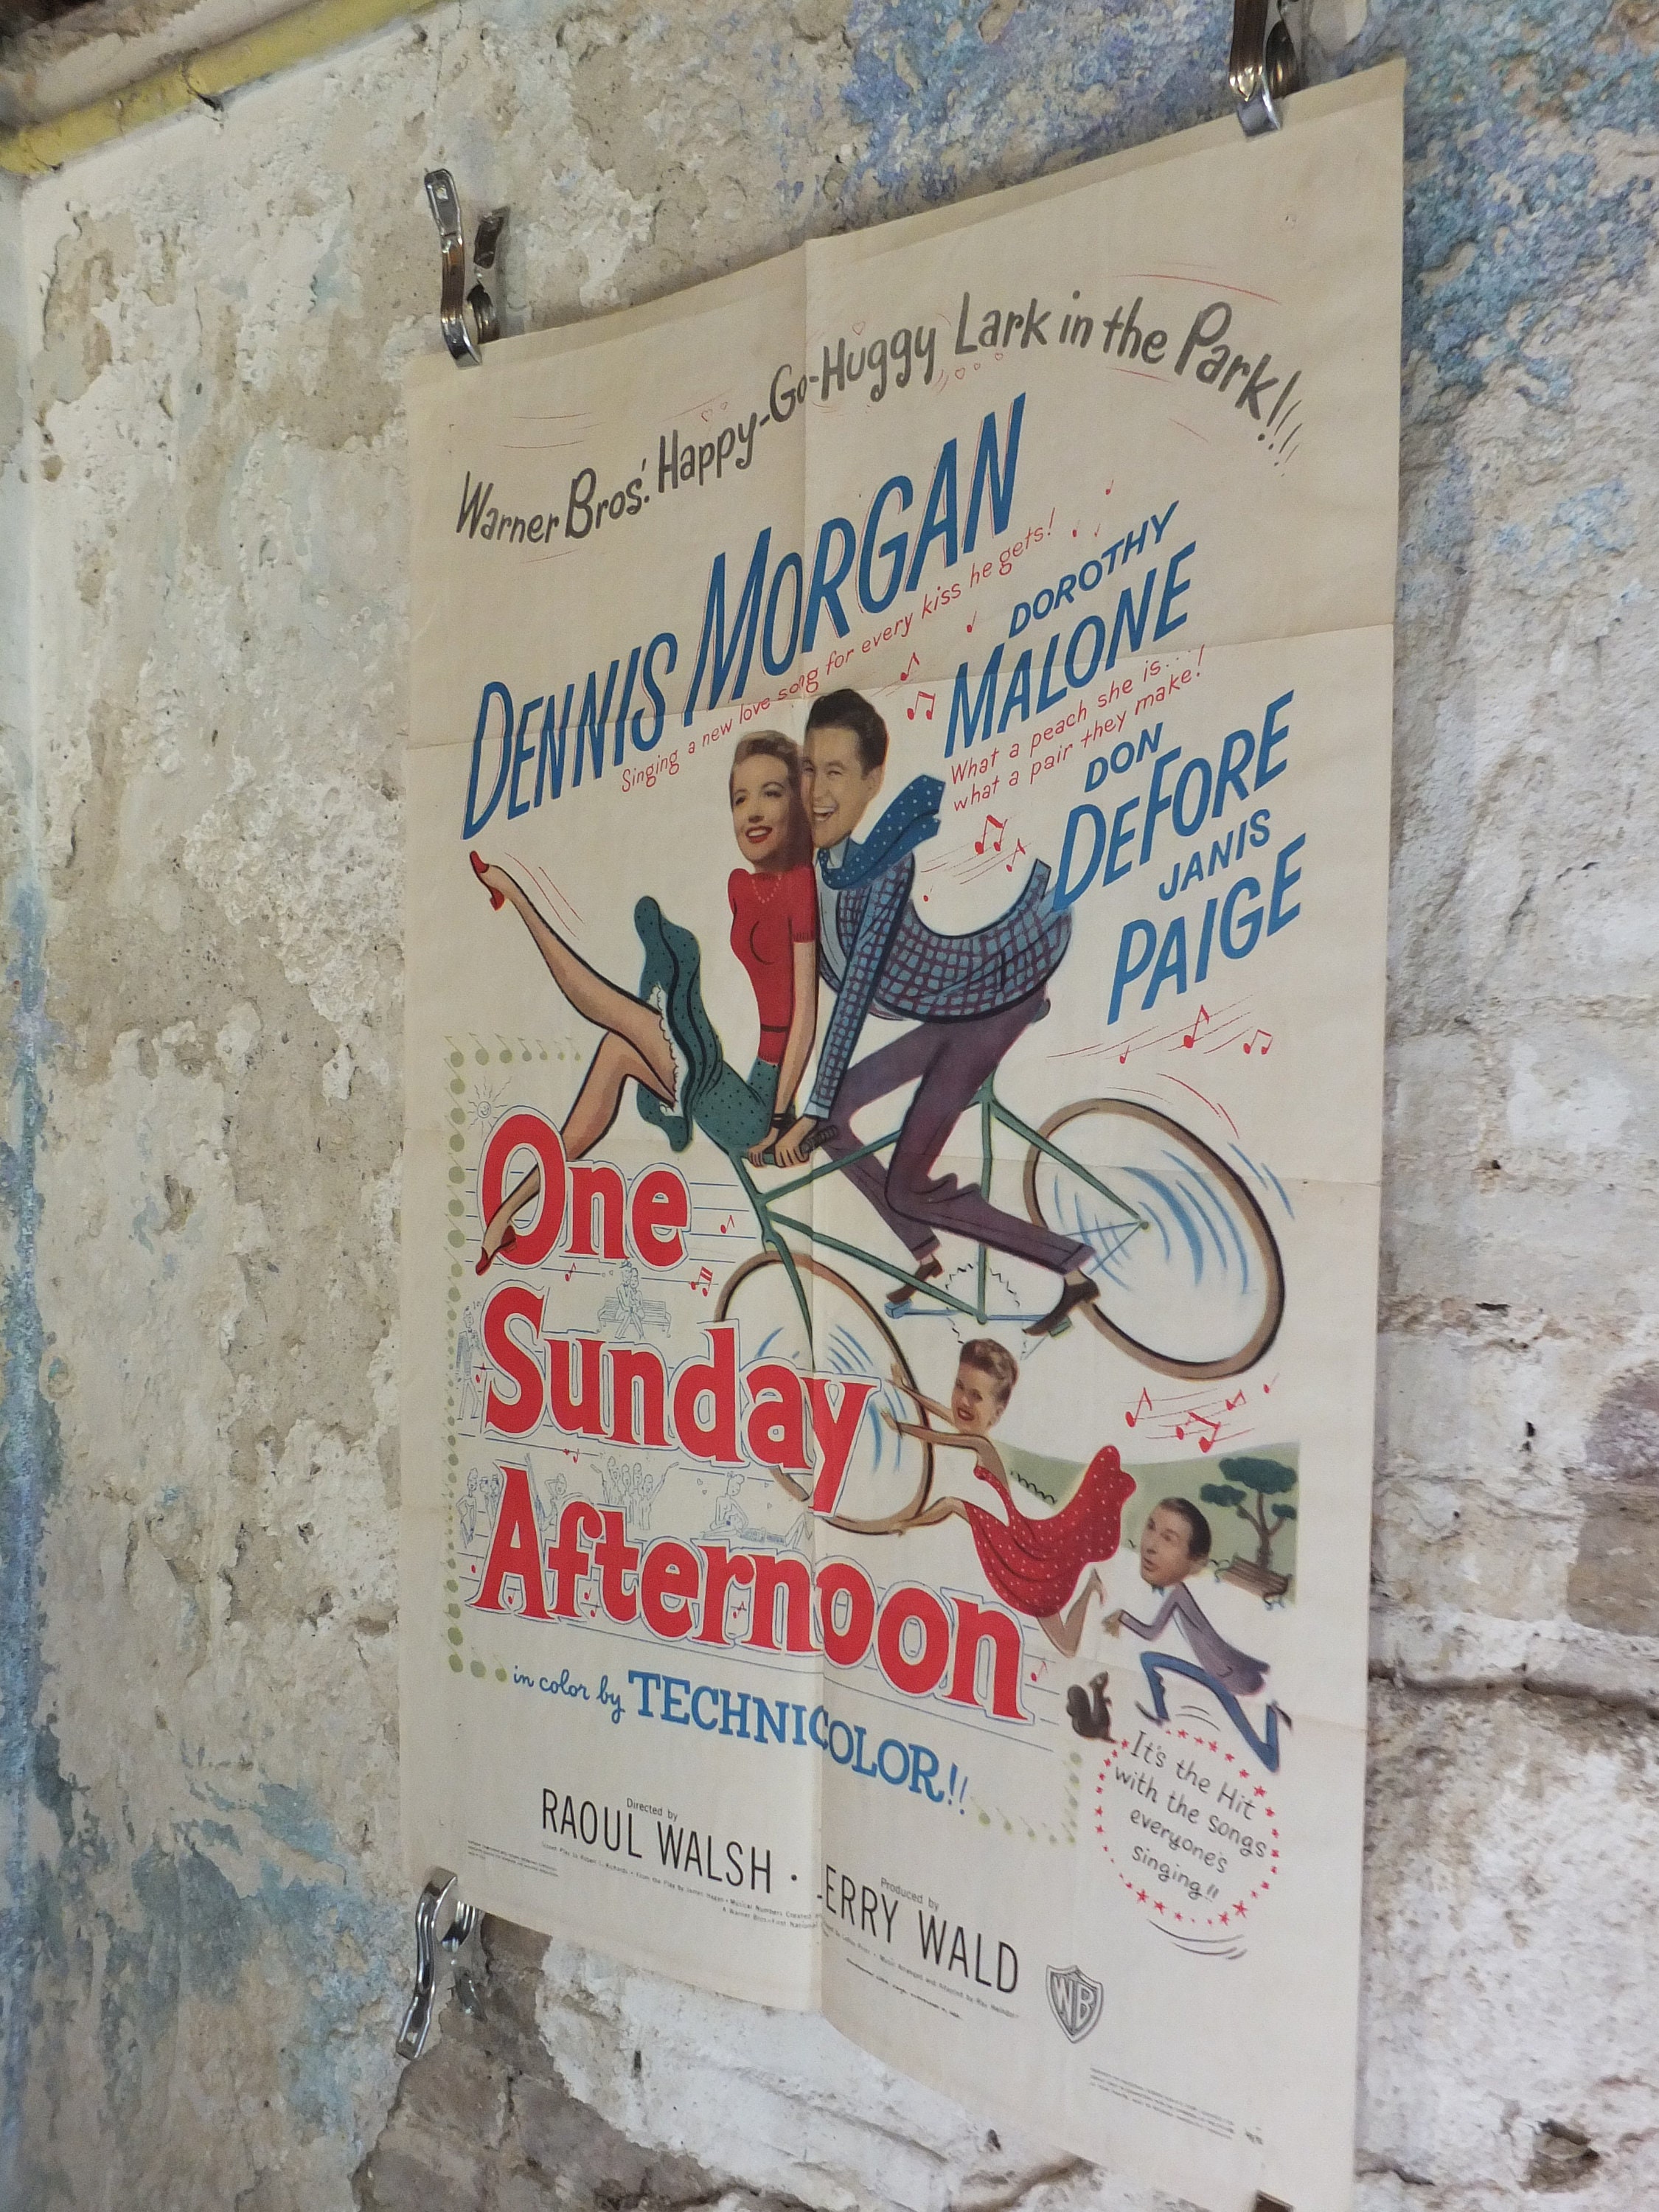 Warner Bros.' Happy-Go-Huggy Lark in the Park!!!
DENNIS MORGAN
Singing a new love song for every kiss he gets!
DOROTHY
MALONE
What a peach she is...!
what a pair they make!
DON
DEFORE
JANIS
PAIGE
One
Sunday
Afternoon
in color by TECHNICOLOR!!
It's the Hit
with the songs
everyone's
singing!!
Directed by
RAOUL WALSH ·
Produced by
ERRY WALD
WB